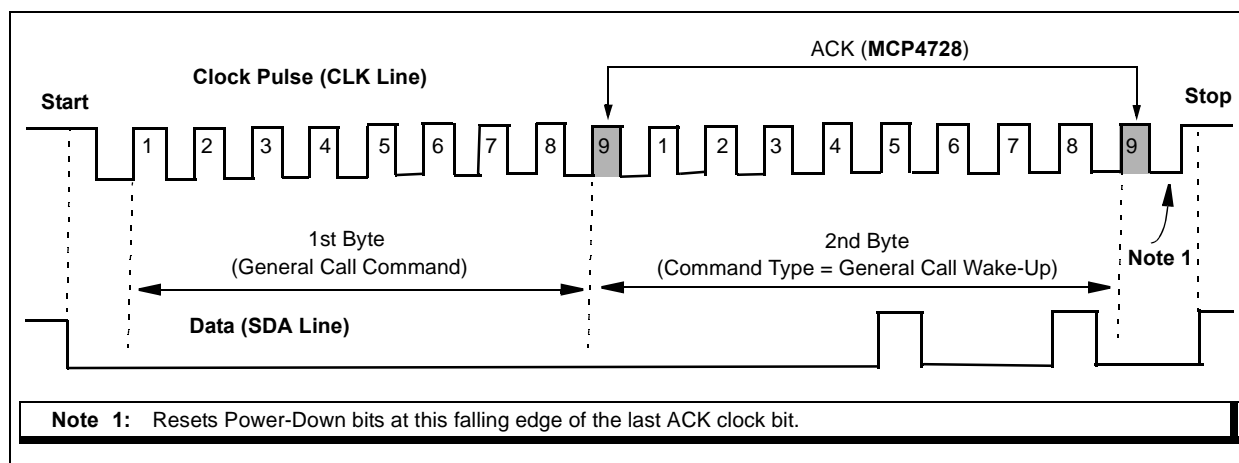 ACK (MCP4728)
Clock Pulse (CLK Line)
Start
Stop
1 2 3 4 5 6 7 8 9 1 2 3 4 5 6 7 8 9
1st Byte
(General Call Command)
2nd Byte
(Command Type = General Call Wake-Up)
Note 1
Data (SDA Line)
Note 1: Resets Power-Down bits at this falling edge of the last ACK clock bit.